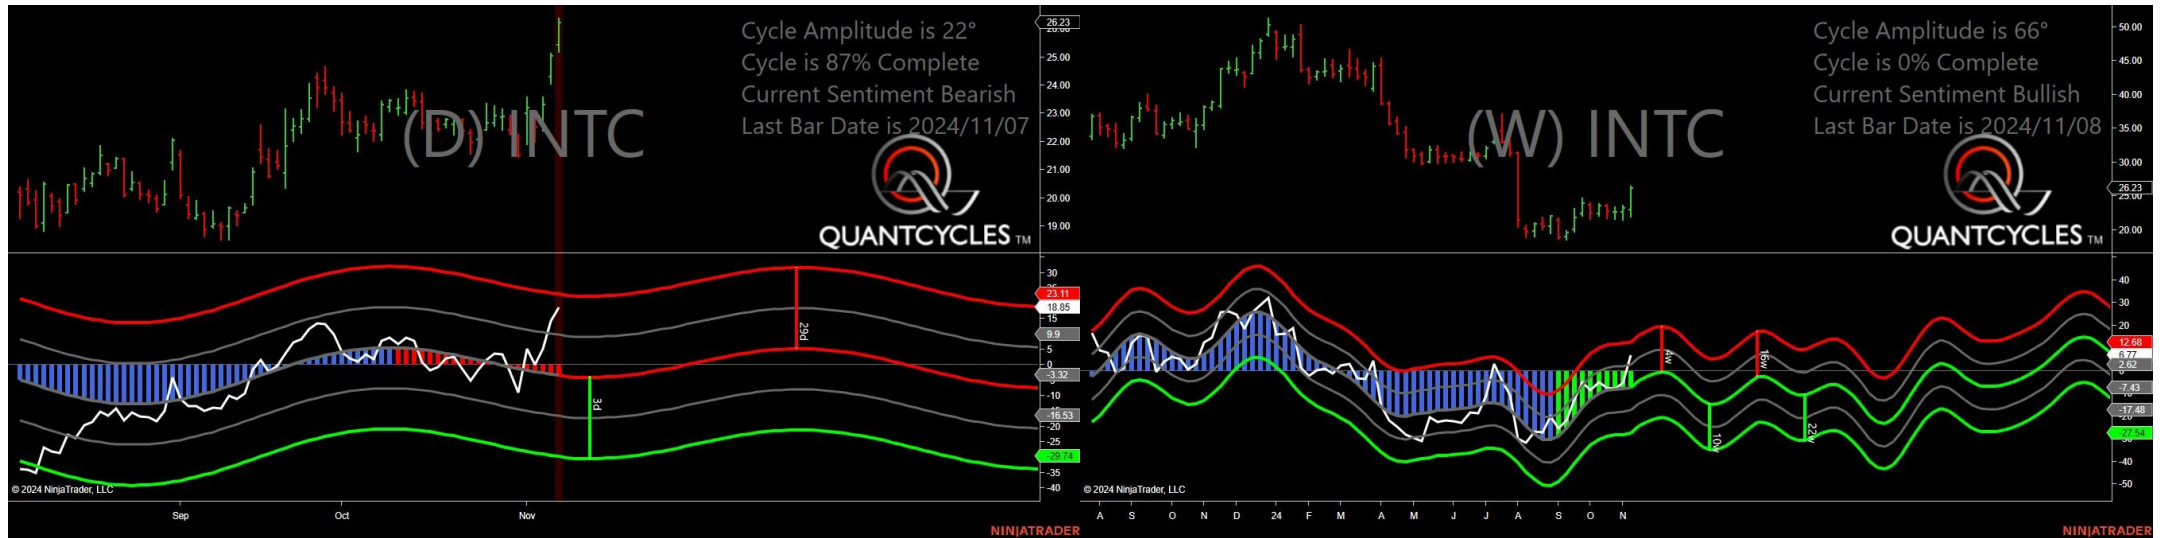 Cycle Amplitude is 22°
Cycle is 87% Complete
Current Sentiment Bearish
Last Bar Date is 2024/11/07
(D) INTC
QUANTCYCLES TM
26.23
25.00
24.00
23.00
22.00
21.00
20.00
19.00
30
23.11
18.85
15
9.9
5
0
-3.32
-10
-16.53
-20
-25
-29.74
-35
-40
29d
3d
© 2024 NinjaTrader, LLC
Sep Oct Nov
NINJATRADER
Cycle Amplitude is 66°
Cycle is 0% Complete
Current Sentiment Bullish
Last Bar Date is 2024/11/08
(W) INTC
QUANTCYCLES TM
50.00
45.00
40.00
35.00
30.00
26.23
25.00
20.00
40
30
20
12.68
6.77
2.62
-7.43
-17.48
-27.54
-40
-50
4w
16w
10w
22w
© 2024 NinjaTrader, LLC
A S O N D 24 F M A M J J A S O N
NINJATRADER